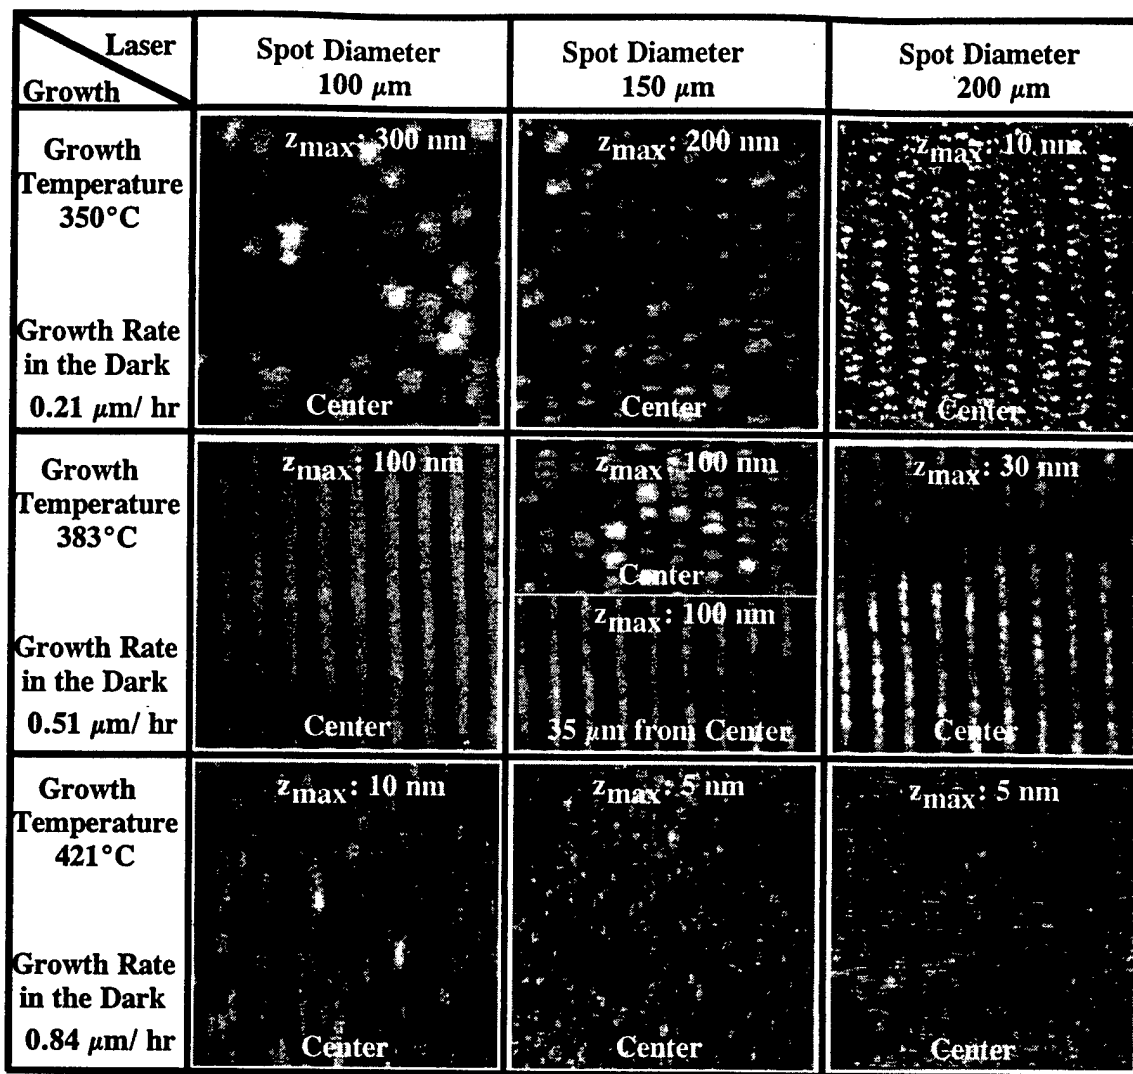 Laser
Growth
Spot Diameter
100 μm
Spot Diameter
150 μm
Spot Diameter
200 μm
Growth
Temperature
350°C
Growth Rate
in the Dark
0.21 μm/ hr
zmax: 300 nm
Center
zmax: 200 nm
Center
zmax: 10 nm
Center
Growth
Temperature
383°C
Growth Rate
in the Dark
0.51 μm/ hr
zmax: 100 nm
Center
zmax: 100 nm
Center
zmax: 100 nm
35 μm from Center
zmax: 30 nm
Center
Growth
Temperature
421°C
Growth Rate
in the Dark
0.84 μm/ hr
zmax: 10 nm
Center
zmax: 5 nm
Center
zmax: 5 nm
Center